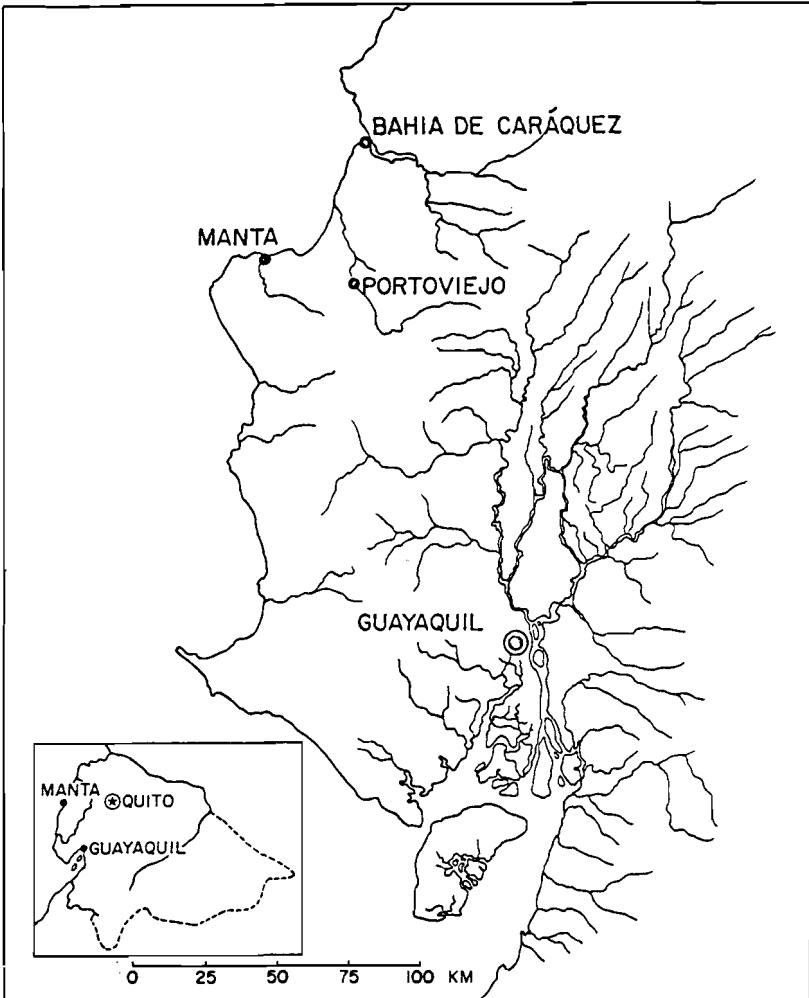 BAHIA DE CARÁQUEZ
MANTA
PORTOVIEJO
GUAYAQUIL
MANTA
QUITO
GUAYAQUIL
0 25 50 75 100 KM